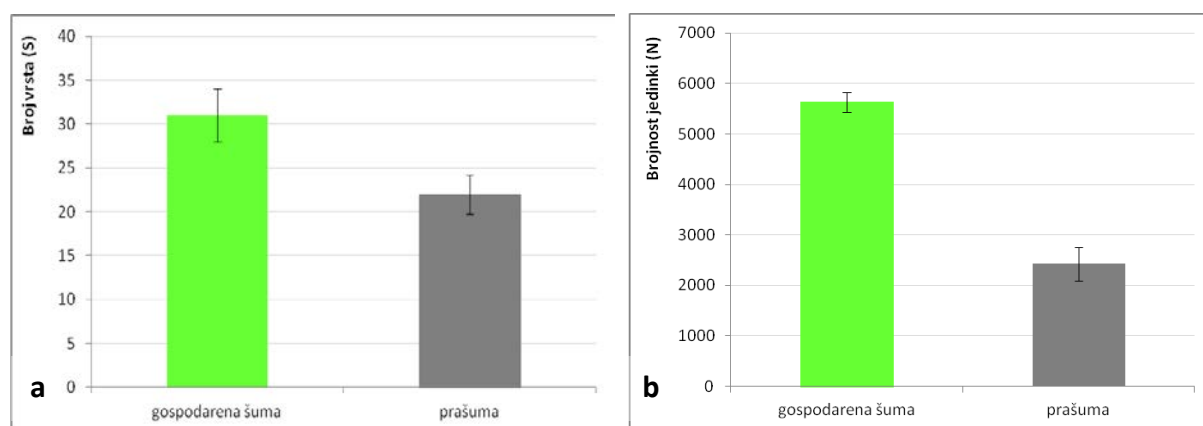 Broj vrsta (S)
40
35
30
25
20
15
10
5
0
gospodarena šuma
prašuma
a
Brojnost jedinki (N)
7000
6000
5000
4000
3000
2000
1000
0
gospodarena šuma
prašuma
b